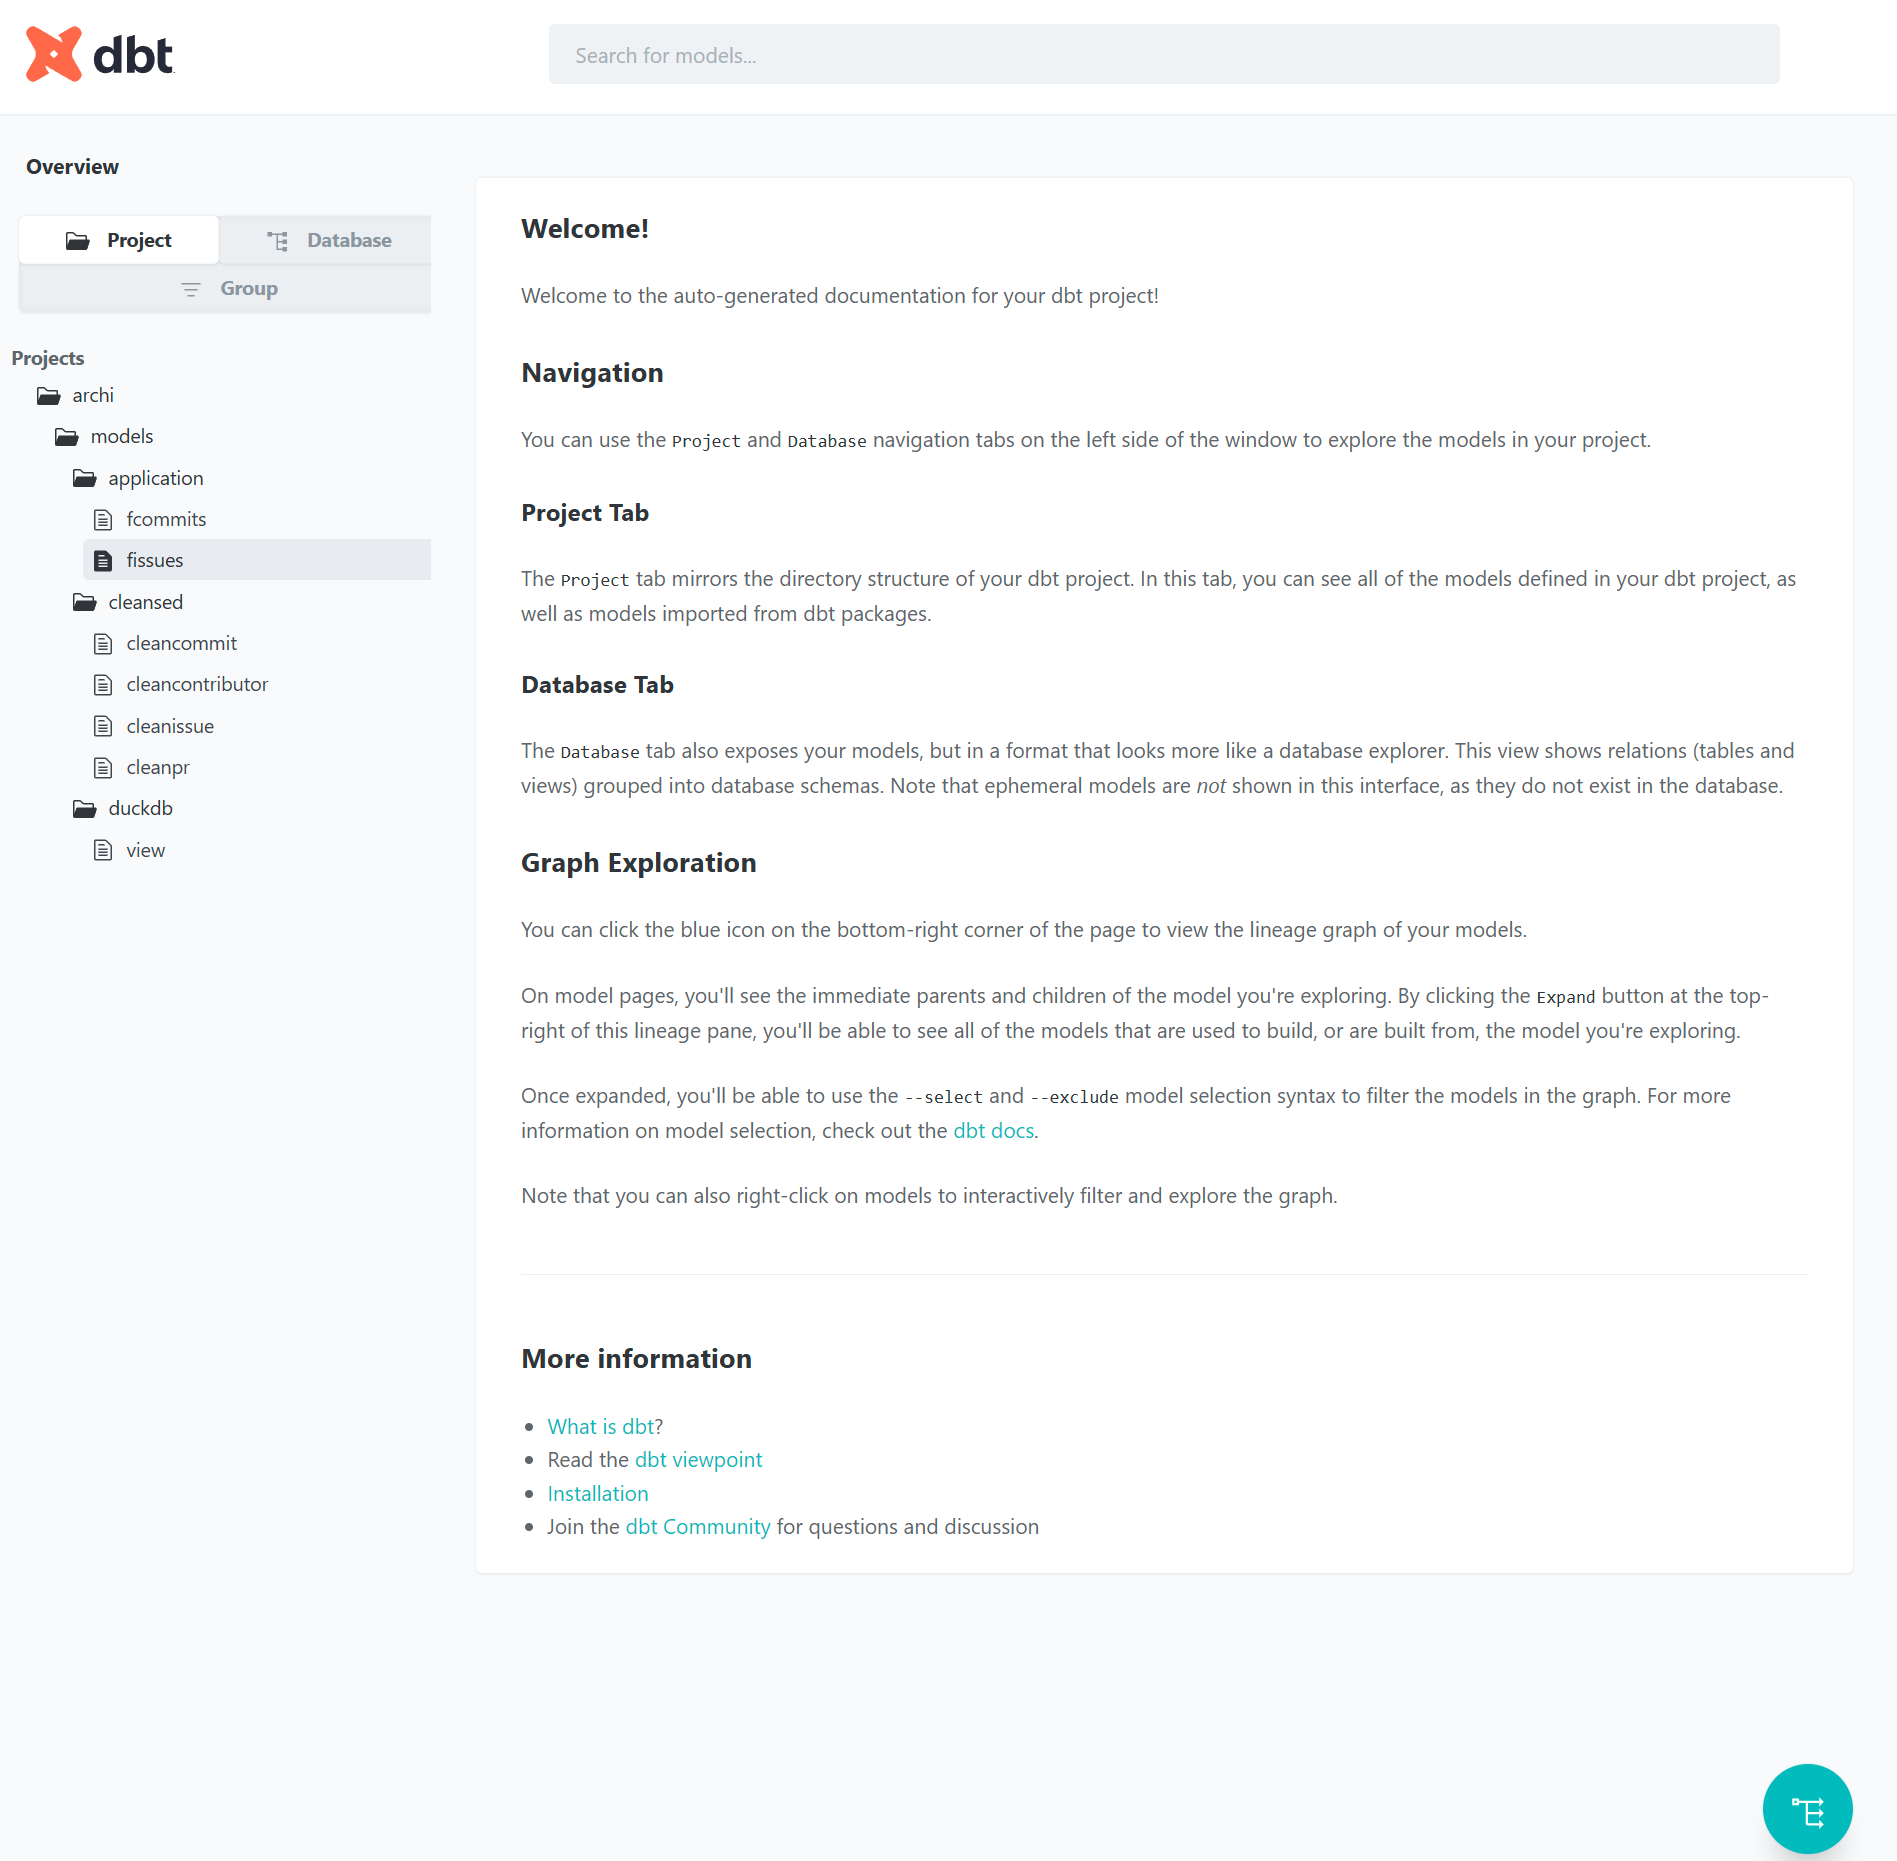 dbt
Search for models...
Overview
Project
Database
Group
Projects
archi
models
application
fcommits
fissues
cleansed
cleancommit
cleancontributor
cleanissue
cleanpr
duckdb
view
Welcome!
Welcome to the auto-generated documentation for your dbt project!
Navigation
You can use the Project and Database navigation tabs on the left side of the window to explore the models in your project.
Project Tab
The Project tab mirrors the directory structure of your dbt project. In this tab, you can see all of the models defined in your dbt project, as
well as models imported from dbt packages.
Database Tab
The Database tab also exposes your models, but in a format that looks more like a database explorer. This view shows relations (tables and
views) grouped into database schemas. Note that ephemeral models are not shown in this interface, as they do not exist in the database.
Graph Exploration
You can click the blue icon on the bottom-right corner of the page to view the lineage graph of your models.
On model pages, you'll see the immediate parents and children of the model you're exploring. By clicking the Expand button at the top-
right of this lineage pane, you'll be able to see all of the models that are used to build, or are built from, the model you're exploring.
Once expanded, you'll be able to use the --select and --exclude model selection syntax to filter the models in the graph. For more
information on model selection, check out the dbt docs.
Note that you can also right-click on models to interactively filter and explore the graph.
More information
• What is dbt?
• Read the dbt viewpoint
• Installation
• Join the dbt Community for questions and discussion